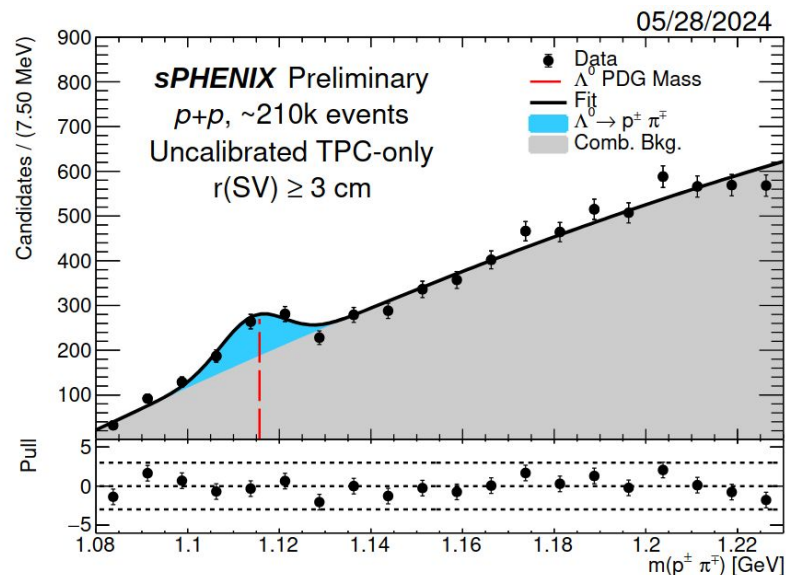 05/28/2024
sPHENIX Preliminary
p+p, ~210k events
Uncalibrated TPC-only
r(SV) ≥ 3 cm
Data
Λ⁰ PDG Mass
Fit
Λ⁰ → p± π∓
Comb. Bkg.
Candidates / (7.50 MeV)
900
800
700
600
500
400
300
200
100
Pull
5
0
−5
1.08 1.1 1.12 1.14 1.16 1.18 1.2 1.22
m(p± π∓) [GeV]